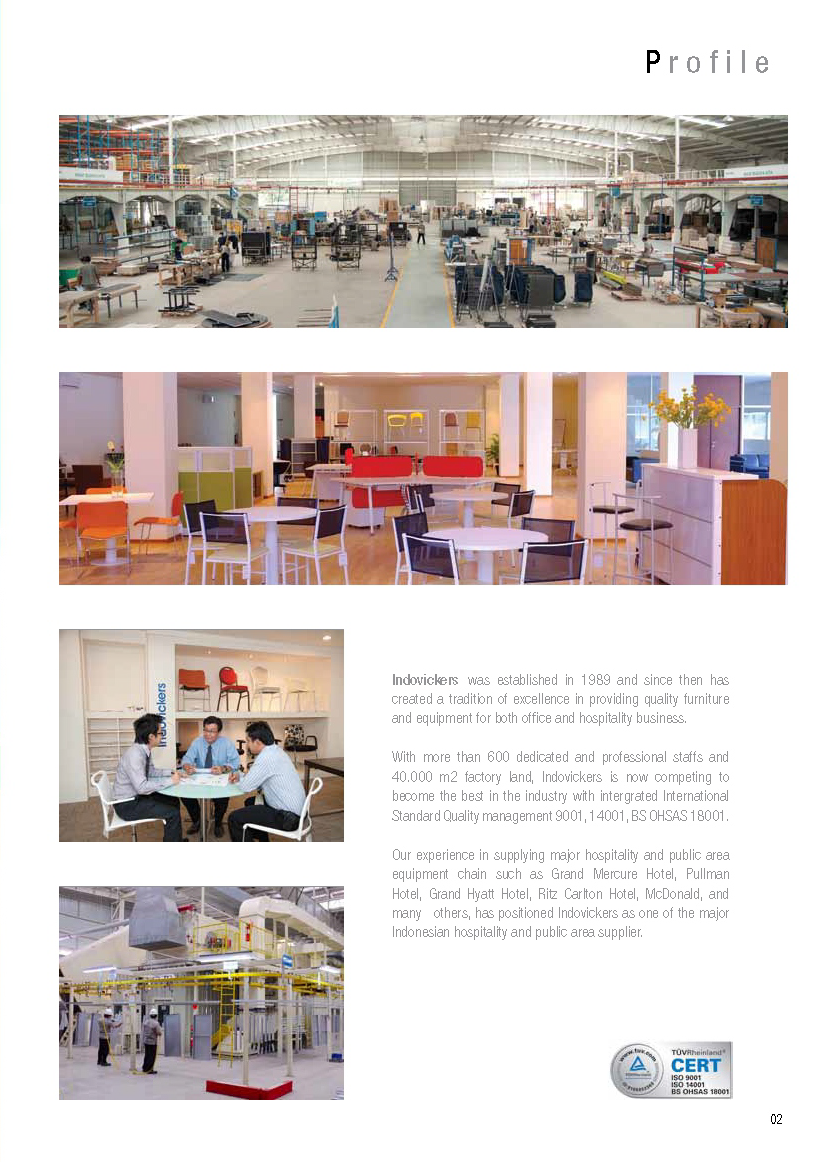 Profile
Indovickers
Indovickers was established in 1989 and since then has
created a tradition of excellence in providing quality furniture
and equipment for both office and hospitality business.
With more than 600 dedicated and professional staffs and
40.000 m2 factory land, Indovickers is now competing to
become the best in the industry with intergrated International
Standard Quality management 9001, 14001, BS OHSAS 18001.
Our experience in supplying major hospitality and public area
equipment chain such as Grand Mercure Hotel, Pullman
Hotel, Grand Hyatt Hotel, Ritz Carlton Hotel, McDonald, and
many others, has positioned Indovickers as one of the major
Indonesian hospitality and public area supplier.
www.tuv.com
TÜVRheinland
TÜVRheinland®
CERT
ISO 9001
ISO 14001
BS OHSAS 18001
02